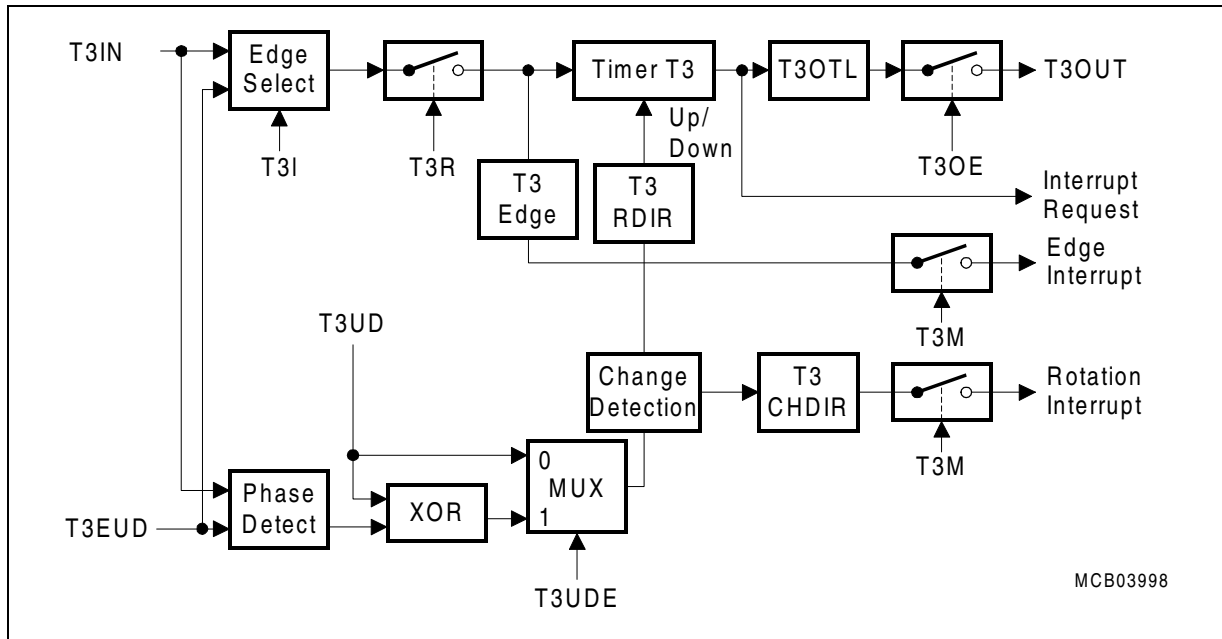 T3IN
Edge
Select
Timer T3
T3OTL
T3OUT
Up/
Down
T3I
T3R
T3OE
T3
Edge
T3
RDIR
Interrupt
Request
Edge
Interrupt
T3UD
T3M
Change
Detection
T3
CHDIR
Rotation
Interrupt
0
MUX
1
T3M
Phase
Detect
XOR
T3EUD
T3UDE
MCB03998